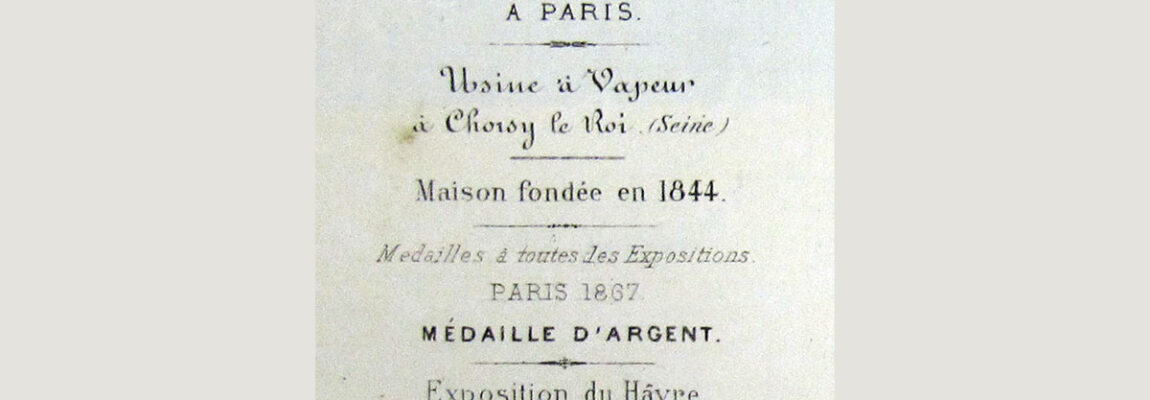 A PARIS.
Usine à Vapeur
à Choisy le Roi. (Seine)
Maison fondée en 1844.
Medailles à toutes les Expositions.
PARIS 1867.
MÉDAILLE D'ARGENT.
Exposition du Hâvre